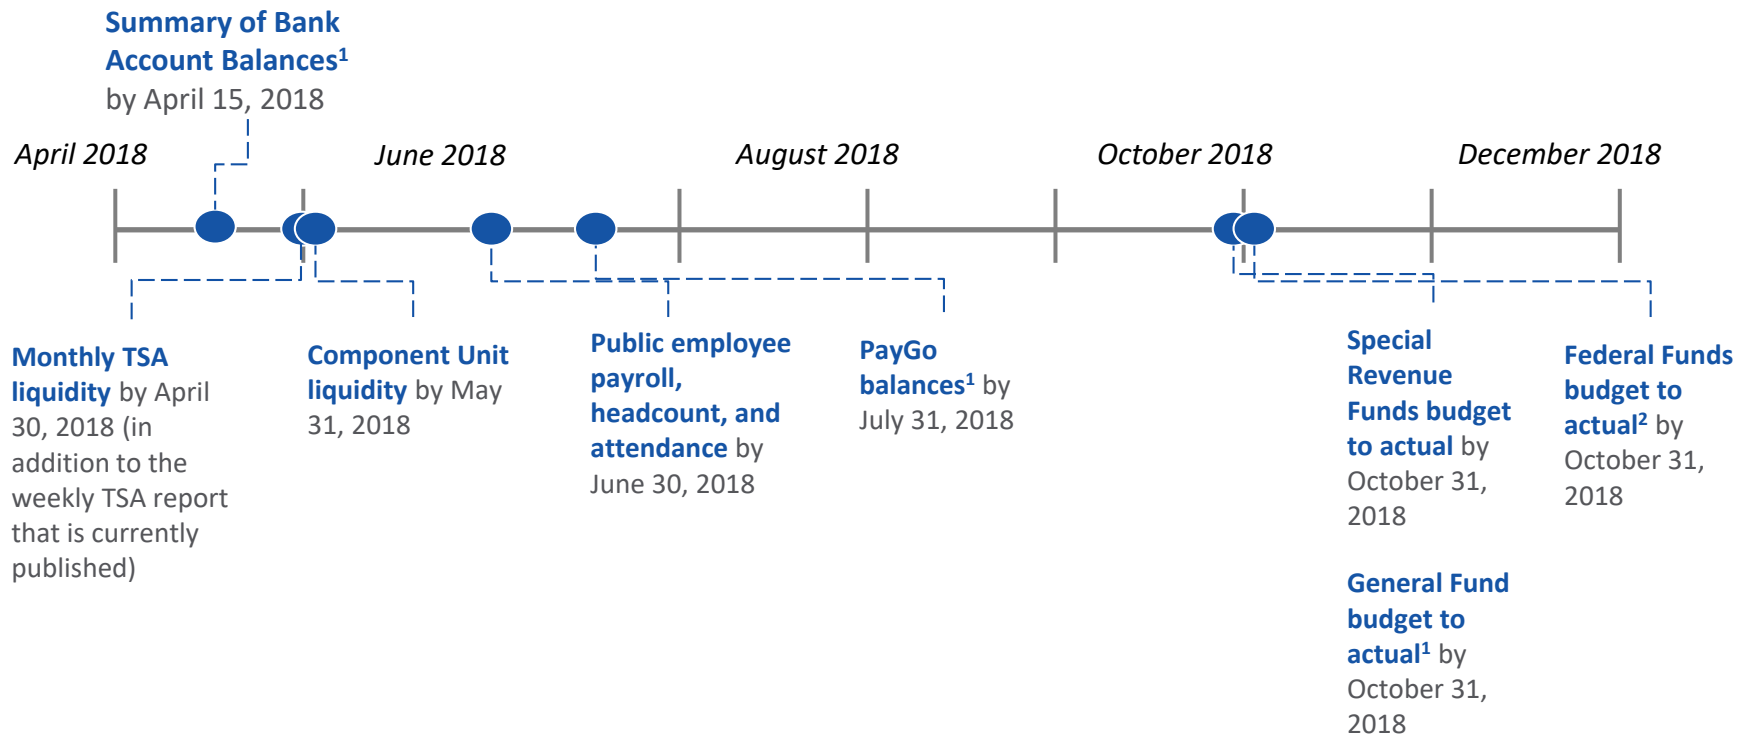 Summary of Bank
Account Balances¹
by April 15, 2018
April 2018
June 2018
August 2018
October 2018
December 2018
Monthly TSA
liquidity by April
30, 2018 (in
addition to the
weekly TSA report
that is currently
published)
Component Unit
liquidity by May
31, 2018
Public employee
payroll,
headcount, and
attendance by
June 30, 2018
PayGo
balances¹ by
July 31, 2018
Special
Revenue
Funds budget
to actual by
October 31,
2018
General Fund
budget to
actual¹ by
October 31,
2018
Federal Funds
budget to
actual² by
October 31,
2018